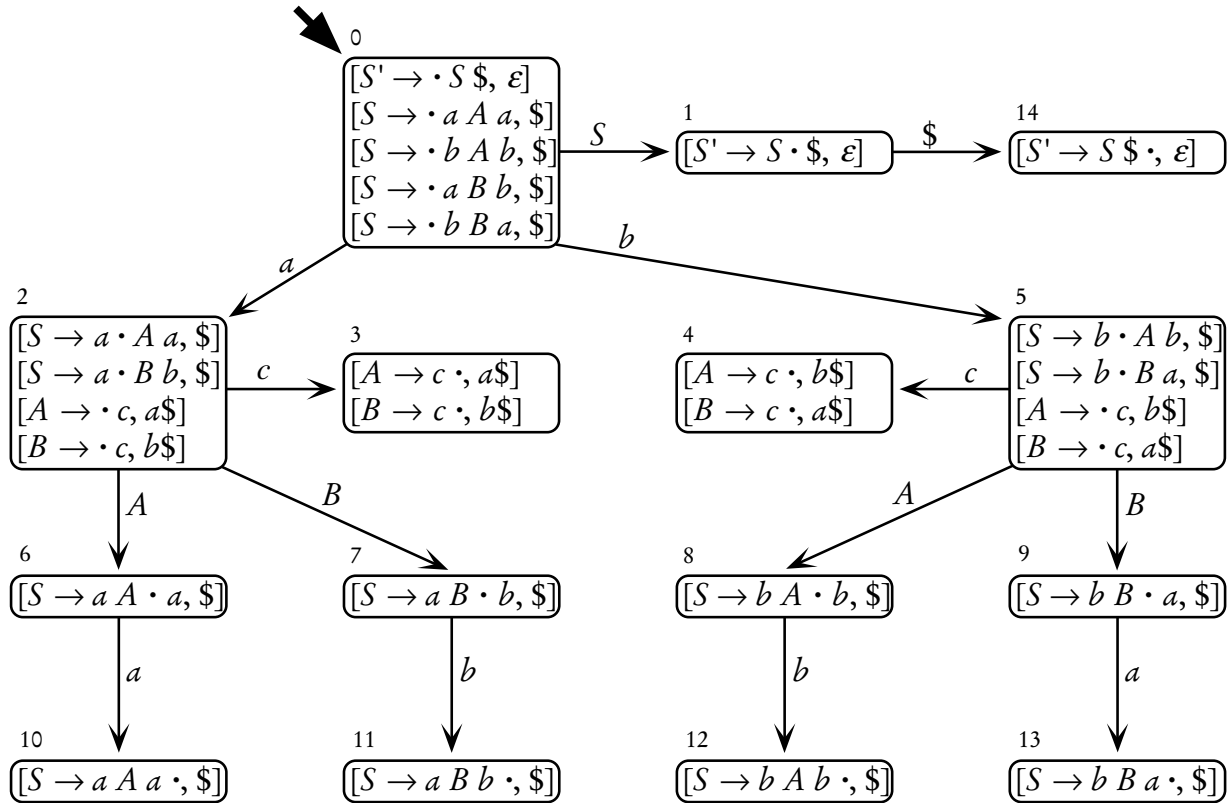 0
[S' → · S $, ε]
[S → · a A a, $]
[S → · b A b, $]
[S → · a B b, $]
[S → · b B a, $]
S
1
[S' → S · $, ε]
$
14
[S' → S $ ·, ε]
a
b
2
[S → a · A a, $]
[S → a · B b, $]
[A → · c, a$]
[B → · c, b$]
c
3
[A → c ·, a$]
[B → c ·, b$]
4
[A → c ·, b$]
[B → c ·, a$]
c
5
[S → b · A b, $]
[S → b · B a, $]
[A → · c, b$]
[B → · c, a$]
A
B
A
B
6
[S → a A · a, $]
7
[S → a B · b, $]
8
[S → b A · b, $]
9
[S → b B · a, $]
a
b
b
a
10
[S → a A a ·, $]
11
[S → a B b ·, $]
12
[S → b A b ·, $]
13
[S → b B a ·, $]